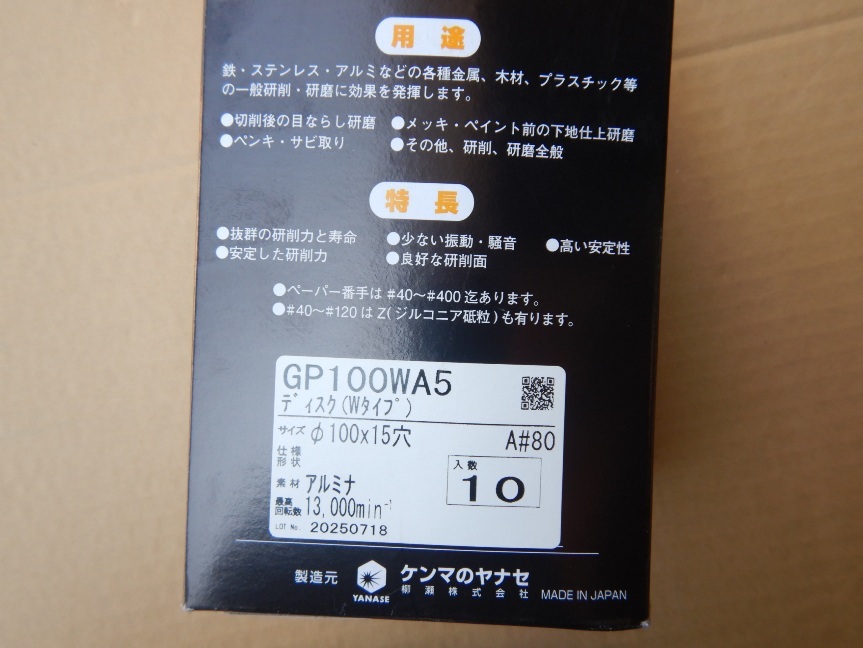 用途
鉄・ステンレス・アルミなどの各種金属、木材、プラスチック等
の一般研削・研磨に効果を発揮します。
●切削後の目ならし研磨 ●メッキ・ペイント前の下地仕上研磨
●ペンキ・サビ取り ●その他、研削、研磨全般
特長
●抜群の研削力と寿命 ●少ない振動・騒音 ●高い安定性
●安定した研削力 ●良好な研削面
●ペーパー番手は #40〜#400 迄あります。
●#40〜#120 は Z(ジルコニア砥粒)も有ります。
GP100WA5
ディスク(Wタイプ)
サイズ φ100x15穴 A#80
仕様
形状
入数
10
素材 アルミナ
最高
回転数 13,000min-1
LOT No. 20250718
製造元 YANASE ケンマのヤナセ
柳瀬株式会社 MADE IN JAPAN